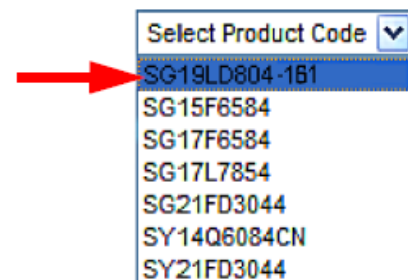 Select Product Code
SG19LD804-161
SG15F6584
SG17F6584
SG17L7854
SG21FD3044
SY14Q6084CN
SY21FD3044